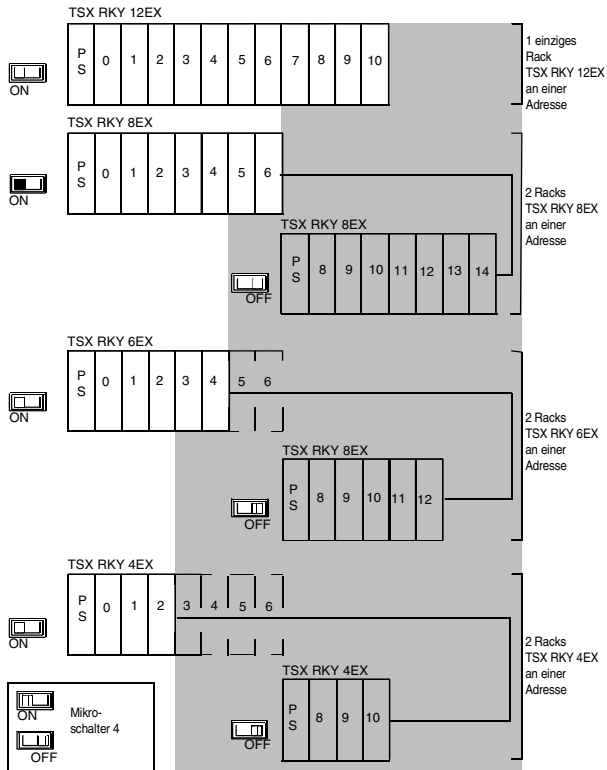 TSX RKY 12EX
P S 0 1 2 3 4 5 6 7 8 9 10
ON
1 einziges
Rack
TSX RKY 12EX
an einer
Adresse
TSX RKY 8EX
P S 0 1 2 3 4 5 6
ON
2 Racks
TSX RKY 8EX
an einer
Adresse
TSX RKY 8EX
P S 8 9 10 11 12 13 14
OFF
TSX RKY 6EX
P S 0 1 2 3 4 5 6
ON
2 Racks
TSX RKY 6EX
an einer
Adresse
TSX RKY 8EX
P S 8 9 10 11 12
OFF
TSX RKY 4EX
P S 0 1 2 3 4 5 6
ON
2 Racks
TSX RKY 4EX
an einer
Adresse
TSX RKY 4EX
P S 8 9 10
OFF
ON
Mikro-
schalter 4
OFF